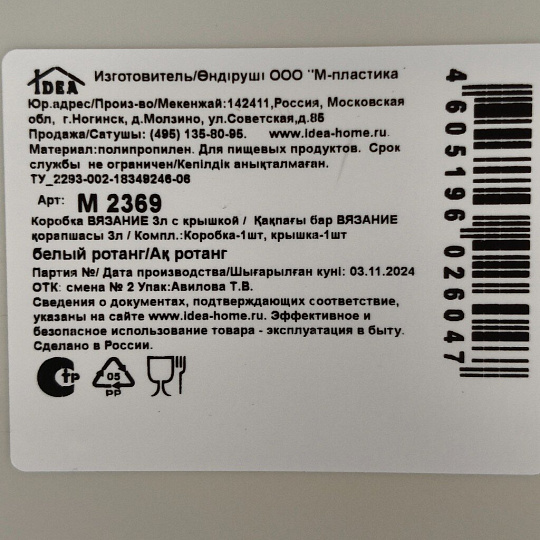 IDEA
Изготовитель/Өндіруші ООО "М-пластика
Юр.адрес/Произ-во/Мекенжай:142411,Россия, Московская
обл, г.Ногинск, д.Молзино, ул.Советская,д.85
Продажа/Сатушы: (495) 135-80-95. www.idea-home.ru.
Материал:полипропилен. Для пищевых продуктов. Срок
службы не ограничен/Кепілдік анықталмаған.
ТУ_2293-002-18349246-06
Арт: М 2369
Коробка ВЯЗАНИЕ 3л с крышкой / Қақпағы бар ВЯЗАНИЕ
қорапшасы 3л / Компл.:Коробка-1шт, крышка-1шт
белый ротанг/Ақ ротанг
Партия №/ Дата производства/Шығарылған күні: 03.11.2024
ОТК: смена № 2 Упак:Авилова Т.В.
Сведения о документах, подтверждающих соответствие,
указаны на сайте www.idea-home.ru. Эффективное и
безопасное использование товара - эксплуатация в быту.
Сделано в России.
тр
05
PP
4 605196 026047